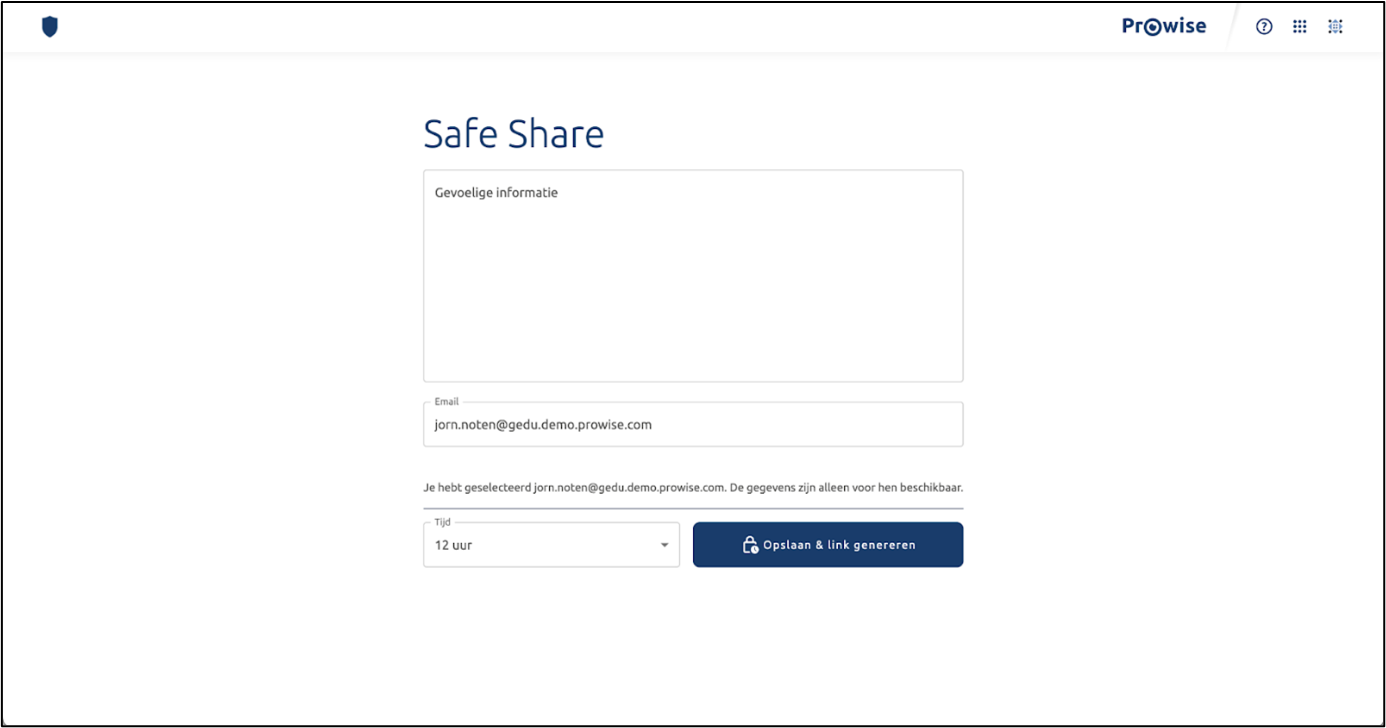 Prowise
Safe Share
Gevoelige informatie
Email
jorn.noten@gedu.demo.prowise.com
Je hebt geselecteerd jorn.noten@gedu.demo.prowise.com. De gegevens zijn alleen voor hen beschikbaar.
Tijd
12 uur
Opslaan & link genereren